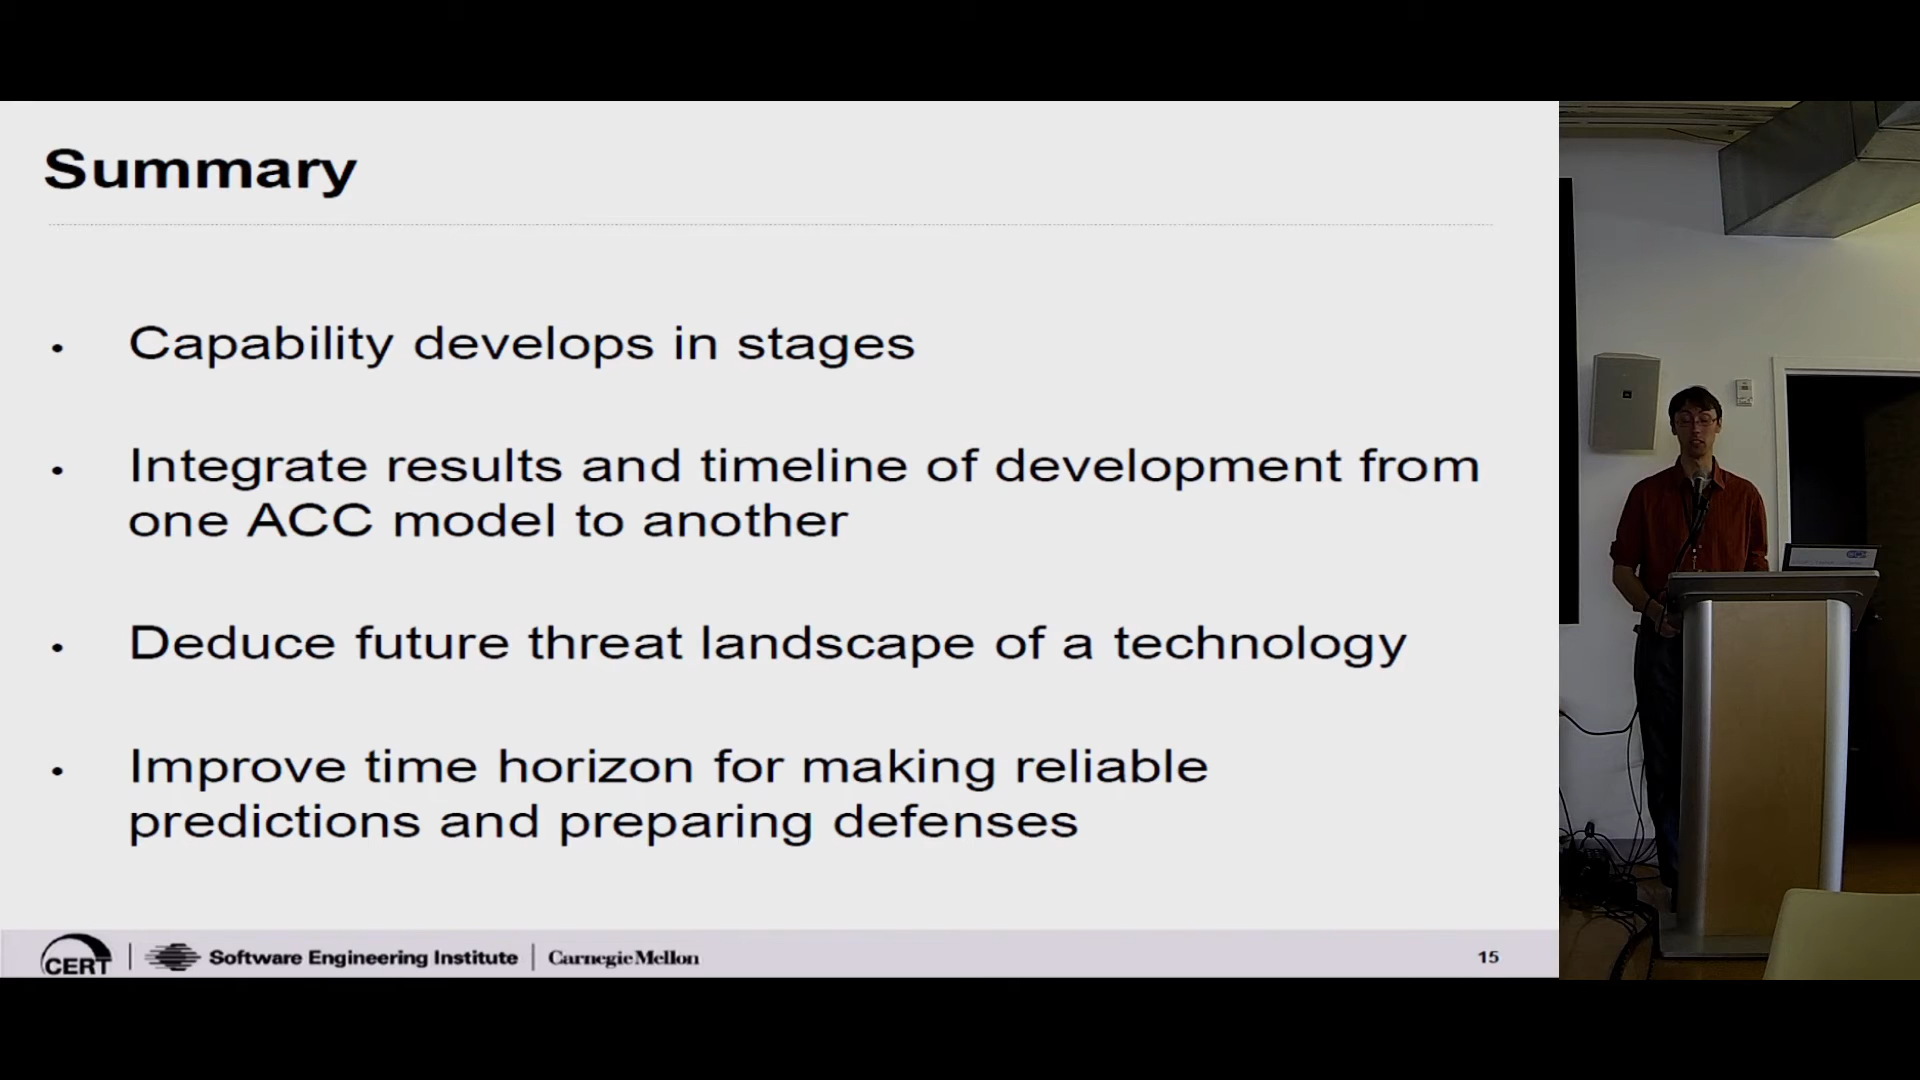 Summary
• Capability develops in stages
• Integrate results and timeline of development from
one ACC model to another
• Deduce future threat landscape of a technology
• Improve time horizon for making reliable
predictions and preparing defenses
CERT | Software Engineering Institute | Carnegie Mellon 15